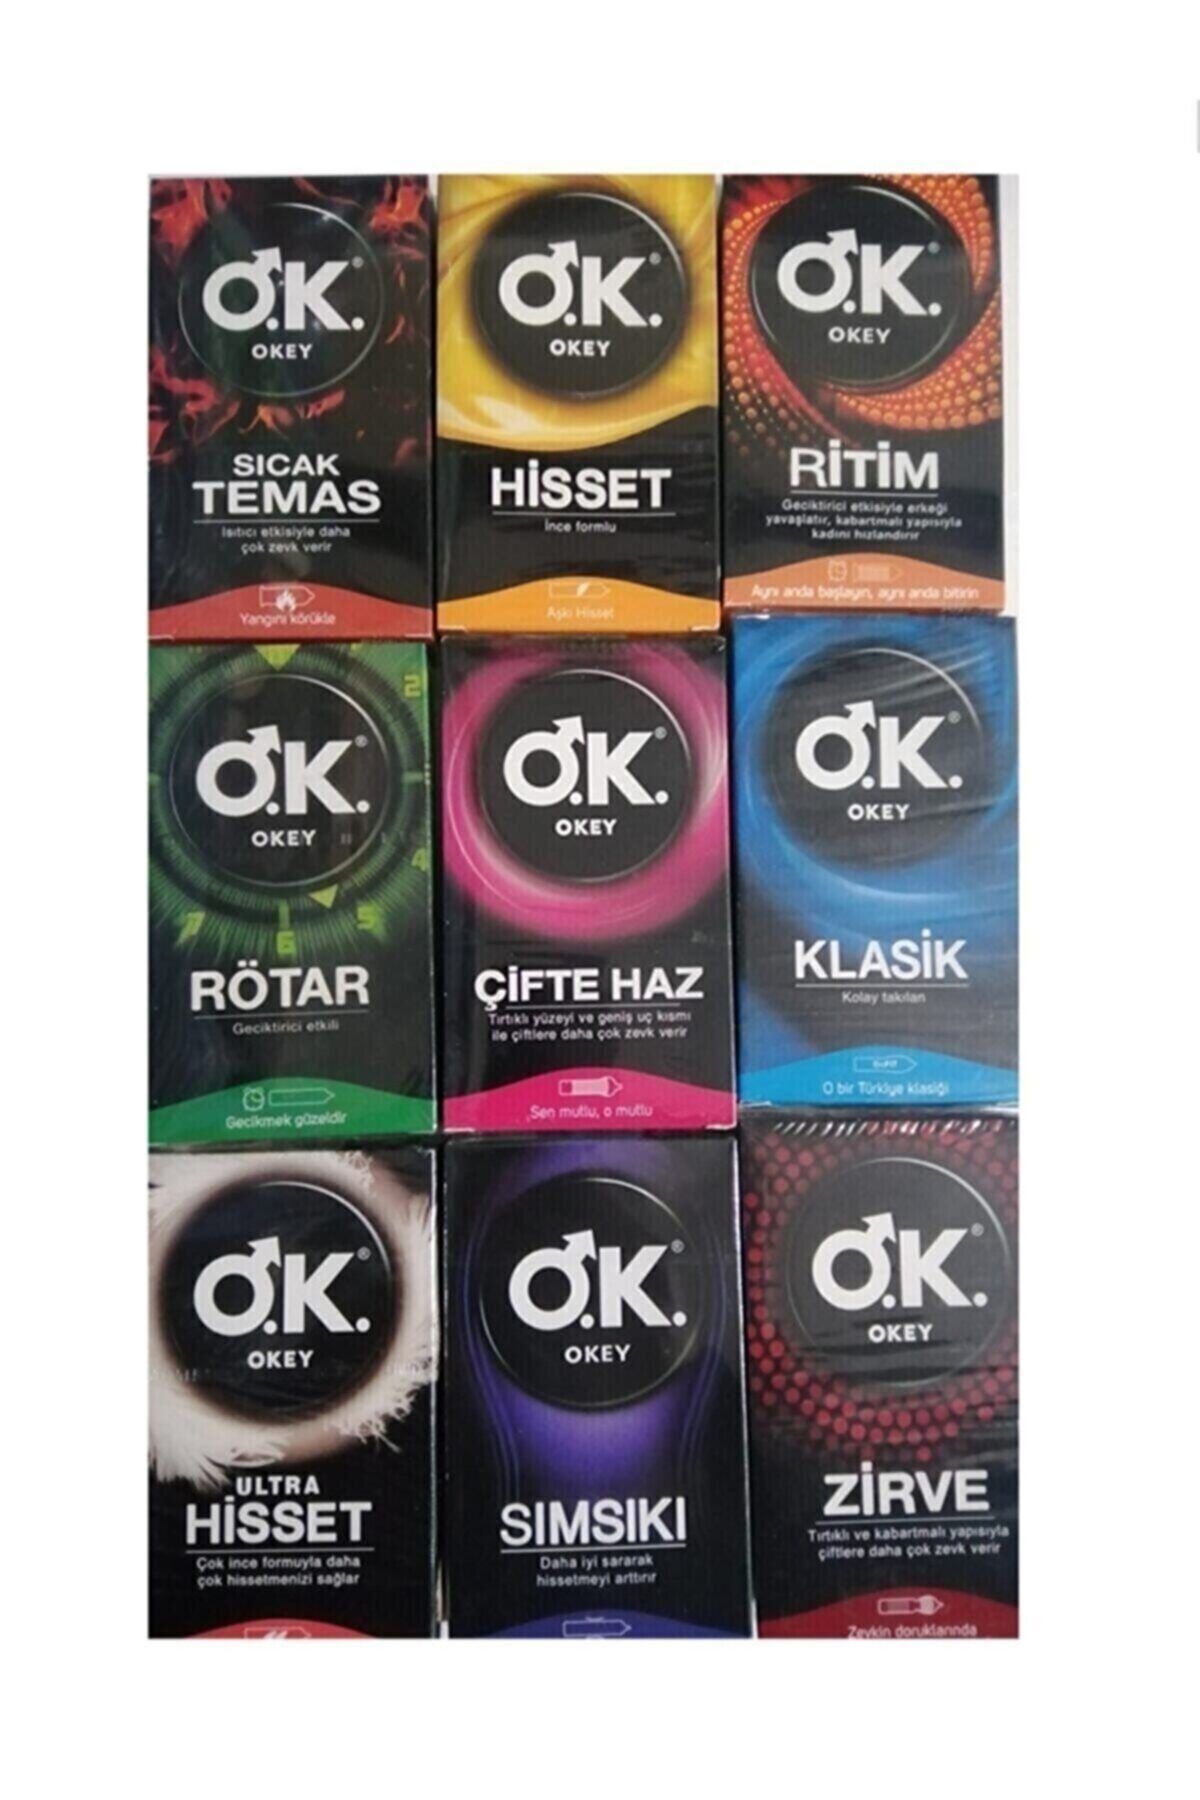 O.K.®
OKEY
SICAK
TEMAS
Isıtıcı etkisiyle daha
çok zevk verir
Yangını körükle
O.K.®
OKEY
HİSSET
İnce formlu
Aşkı Hisset
O.K.®
OKEY
RİTİM
Geciktirici etkisiyle erkeği
yavaşlatır, kabartmalı yapısıyla
kadını hızlandırır
Aynı anda başlayın, aynı anda bitirin
O.K.®
OKEY
2
4
5
6
7
RÖTAR
Geciktirici etkili
Gecikmek güzeldir
O.K.®
OKEY
ÇİFTE HAZ
Tırtıklı yüzeyi ve geniş uç kısmı
ile çiftlere daha çok zevk verir
Sen mutlu, o mutlu
O.K.®
OKEY
KLASİK
Kolay takılan
O bir Türkiye klasiği
O.K.®
OKEY
ULTRA
HİSSET
Çok ince formuyla daha
çok hissetmenizi sağlar
O.K.®
OKEY
SIMSIKI
Daha iyi sararak
hissetmeyi arttırır
O.K.®
OKEY
ZİRVE
Tırtıklı ve kabartmalı yapısıyla
çiftlere daha çok zevk verir
Zevkin doruklarında